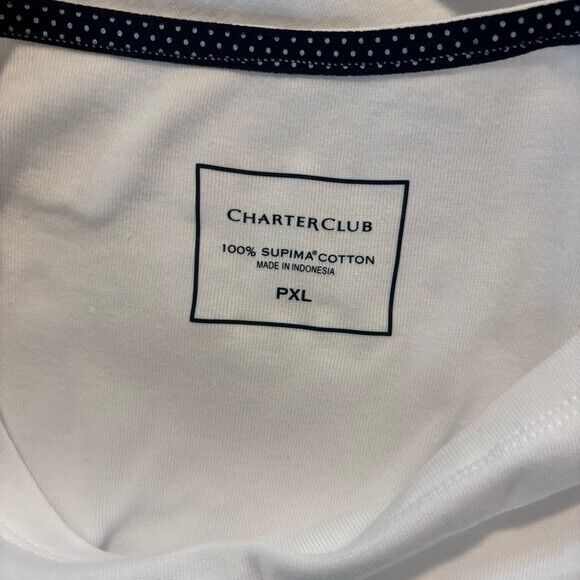 CHARTERCLUB
100% SUPIMA® COTTON
MADE IN INDONESIA
PXL